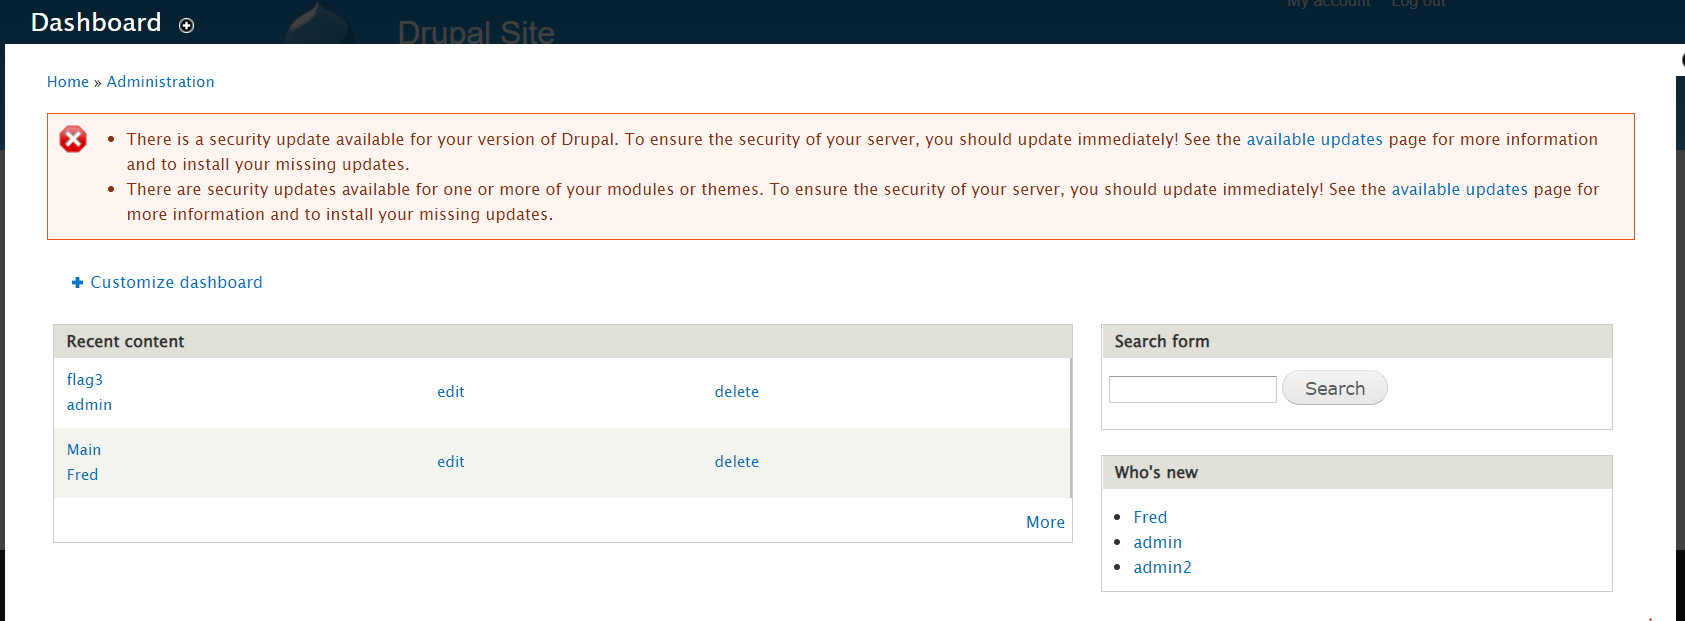 My account Log out
Dashboard
Drupal Site
Home » Administration
There is a security update available for your version of Drupal. To ensure the security of your server, you should update immediately! See the available updates page for more information
and to install your missing updates.
There are security updates available for one or more of your modules or themes. To ensure the security of your server, you should update immediately! See the available updates page for
more information and to install your missing updates.
Customize dashboard
Recent content
flag3
admin
edit
delete
Main
Fred
edit
delete
More
Search form
Search
Who's new
Fred
admin
admin2